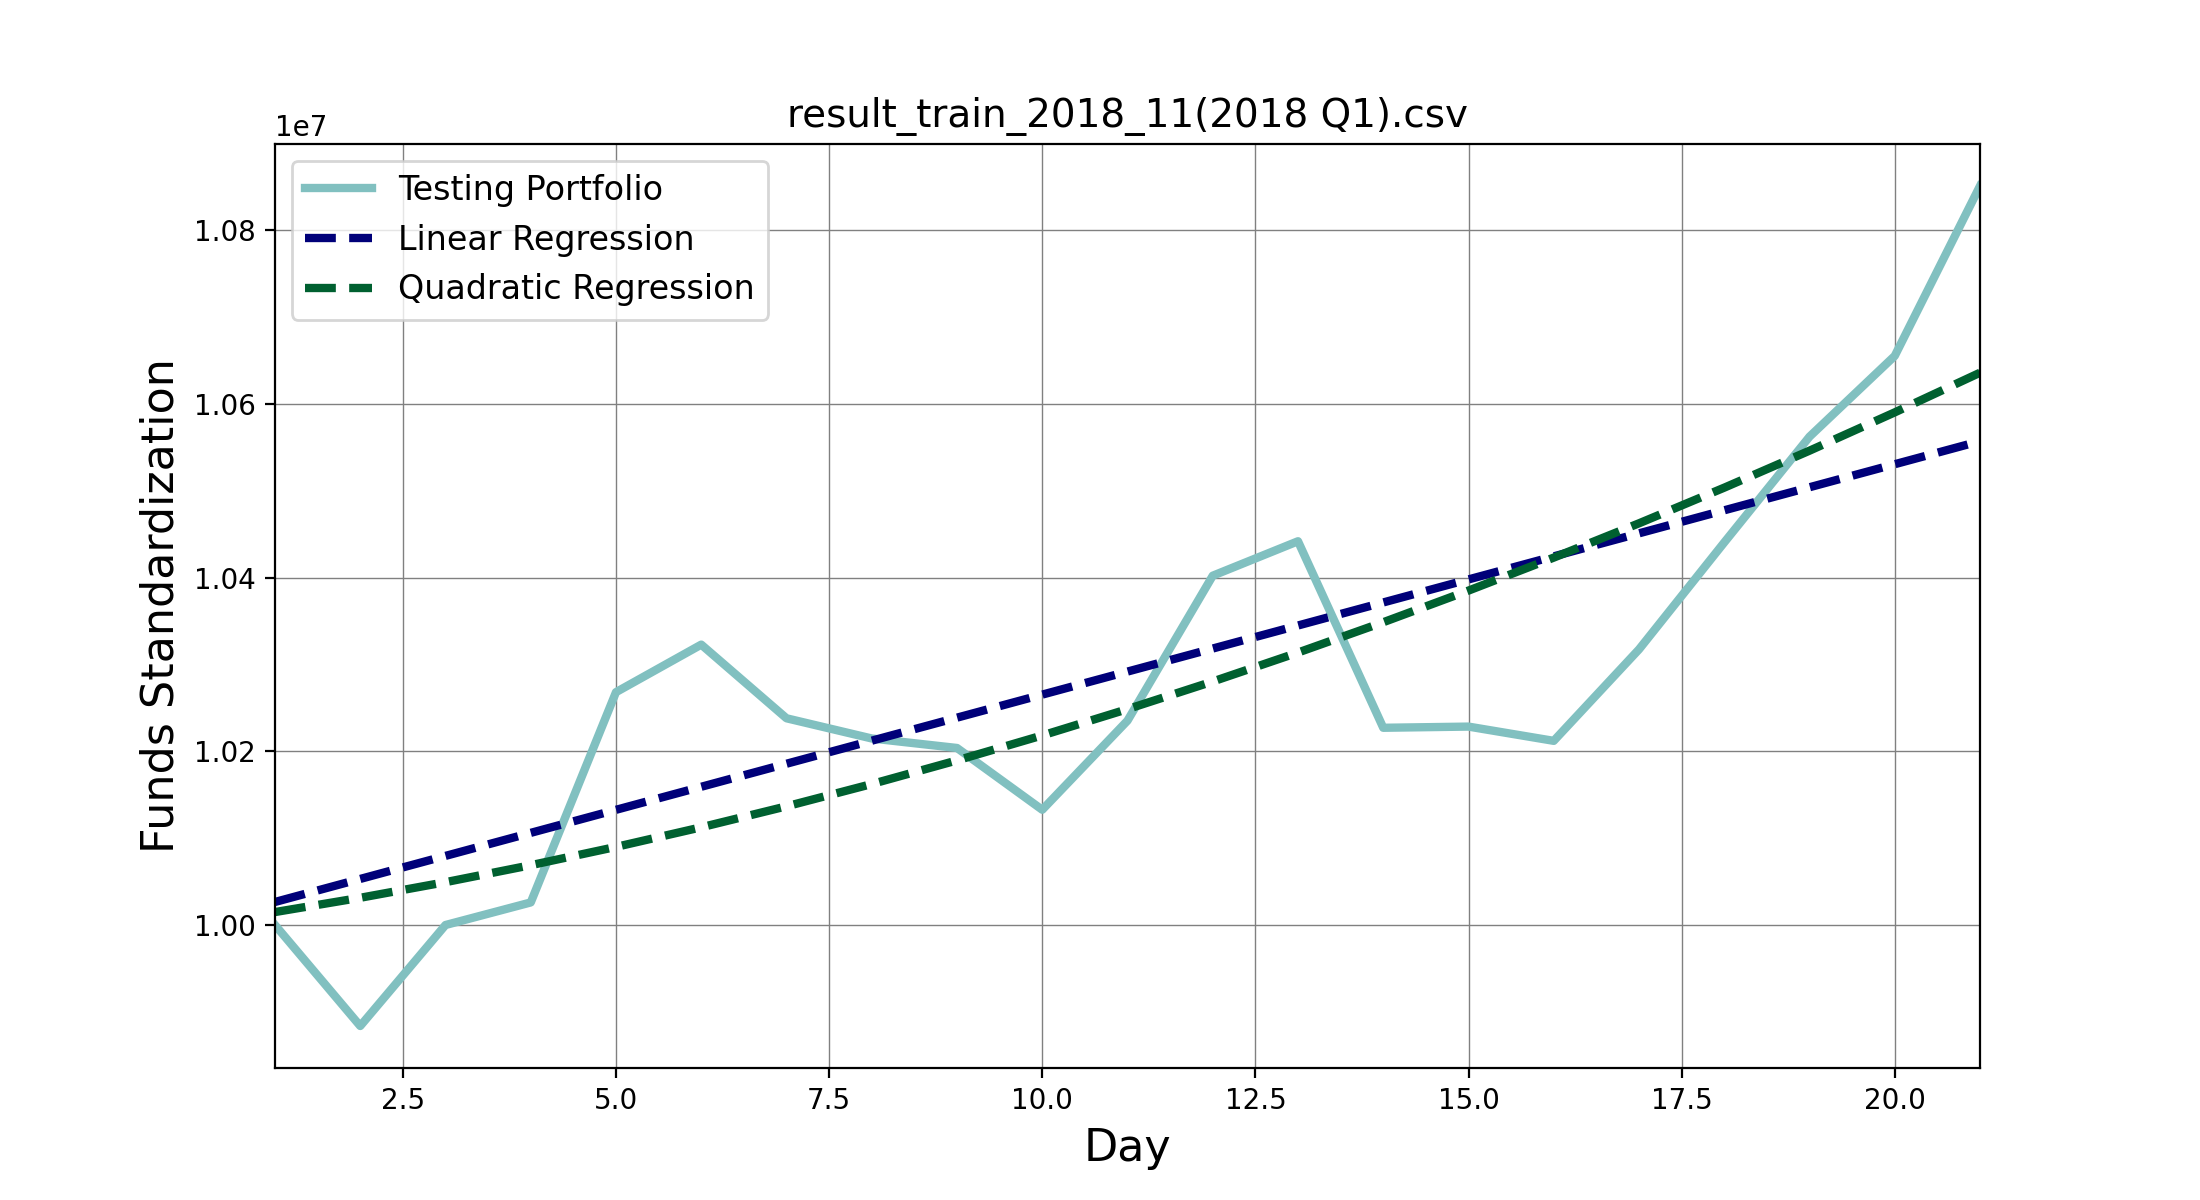 result_train_2018_11(2018 Q1).csv
1e7
Testing Portfolio
Linear Regression
Quadratic Regression
Funds Standardization
1.08
1.06
1.04
1.02
1.00
2.5 5.0 7.5 10.0 12.5 15.0 17.5 20.0
Day